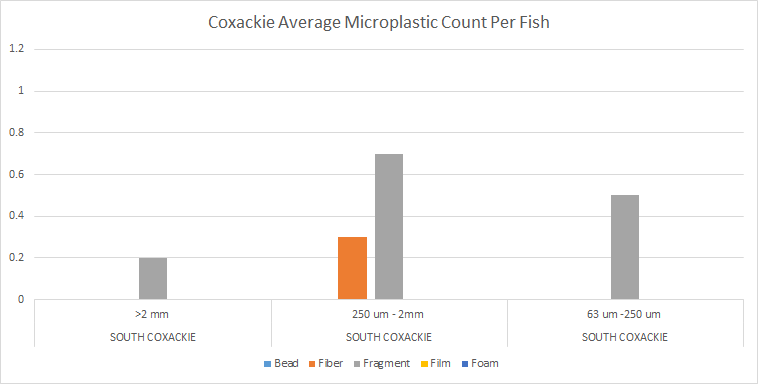 Coxackie Average Microplastic Count Per Fish
1.2
1
0.8
0.6
0.4
0.2
0
>2 mm 250 um - 2mm 63 um -250 um
SOUTH COXACKIE SOUTH COXACKIE SOUTH COXACKIE
Bead Fiber Fragment Film Foam